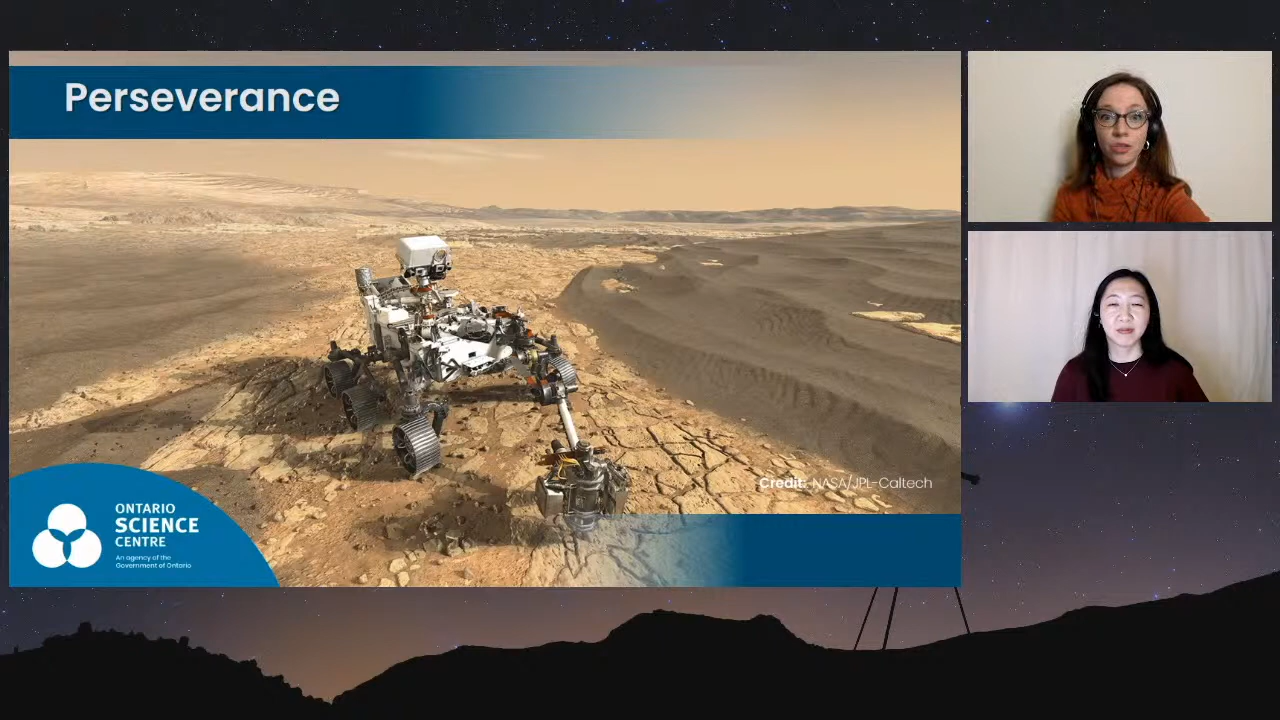 Perseverance
Credit: NASA/JPL-Caltech
ONTARIO
SCIENCE
CENTRE
An agency of the
Government of Ontario